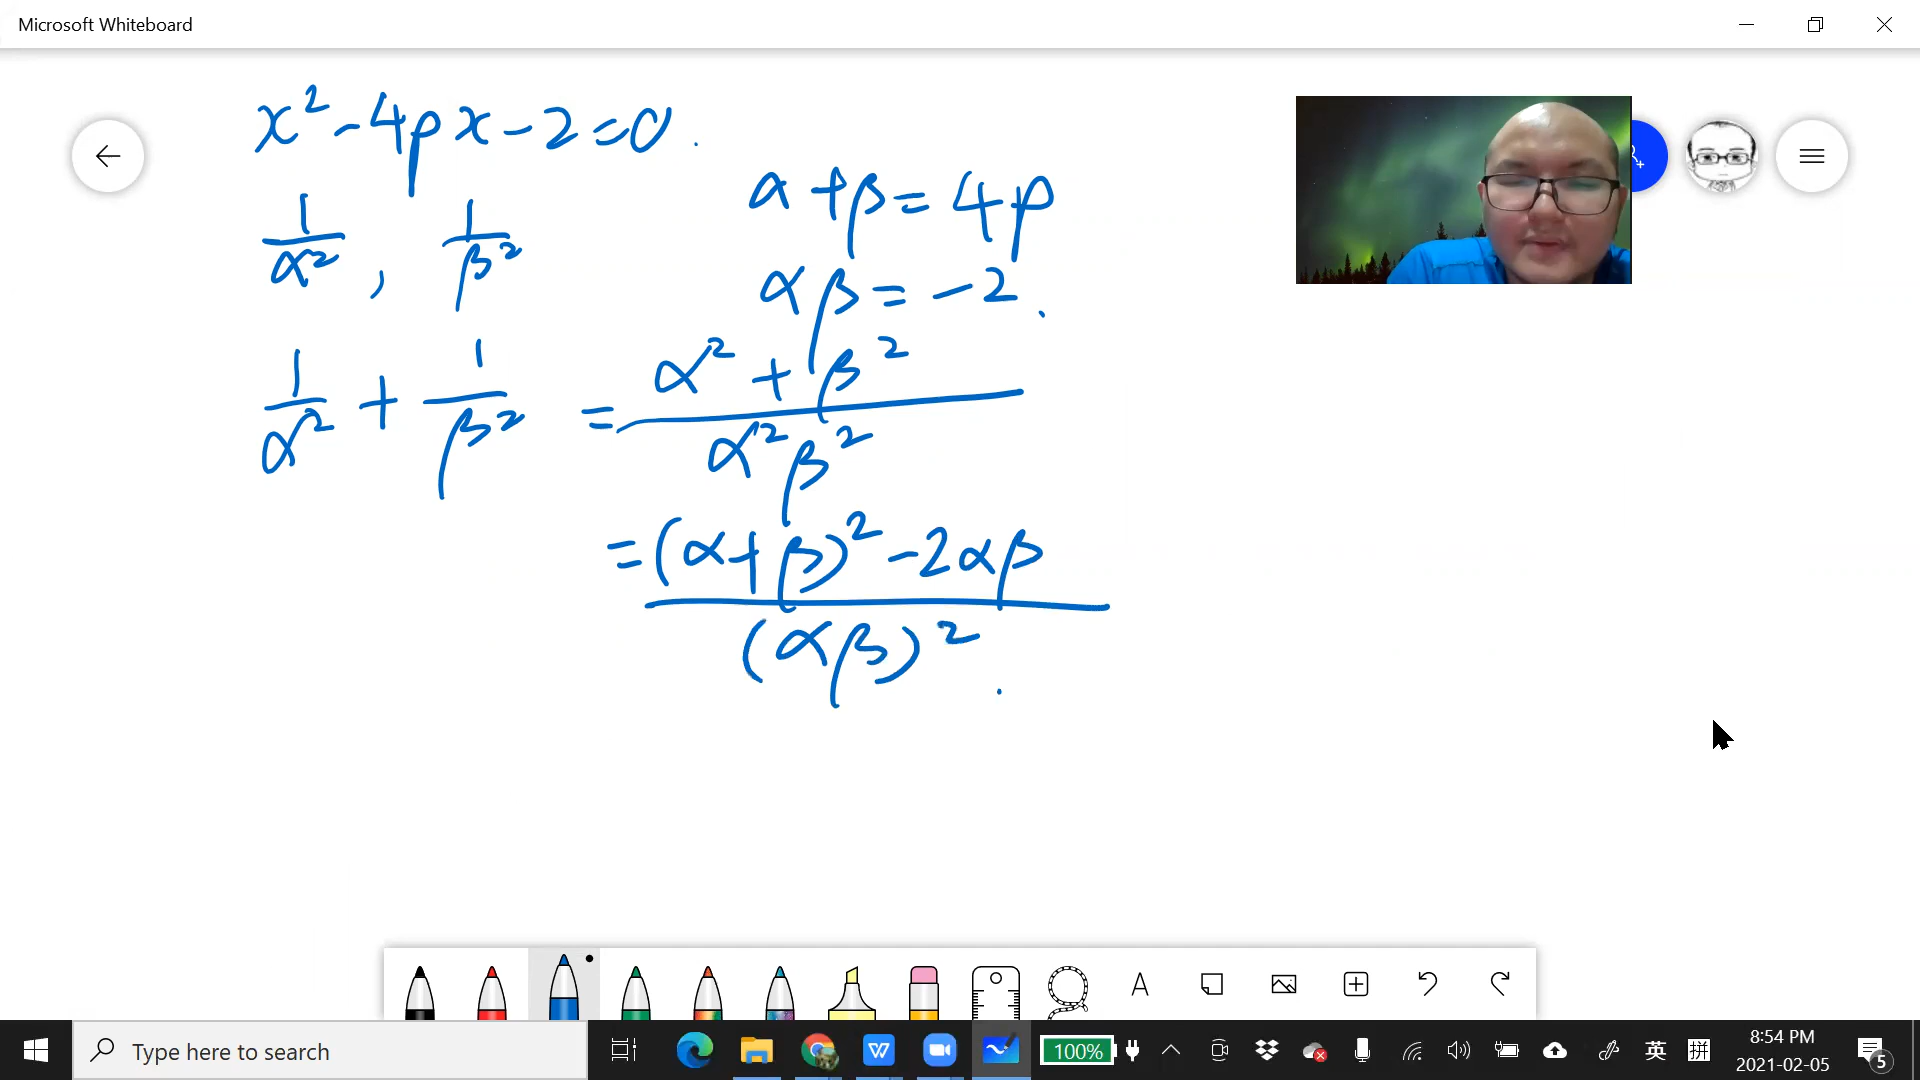 Microsoft Whiteboard
x² - 4px - 2 = 0.
α + β = 4p
1/α² , 1/β²
αβ = -2.
1/α² + 1/β² = (α² + β²)/(α²β²)
= ((α+β)² - 2αβ)/(αβ)².
A
Type here to search
W
100%
英
拼
8:54 PM
2021-02-05
5